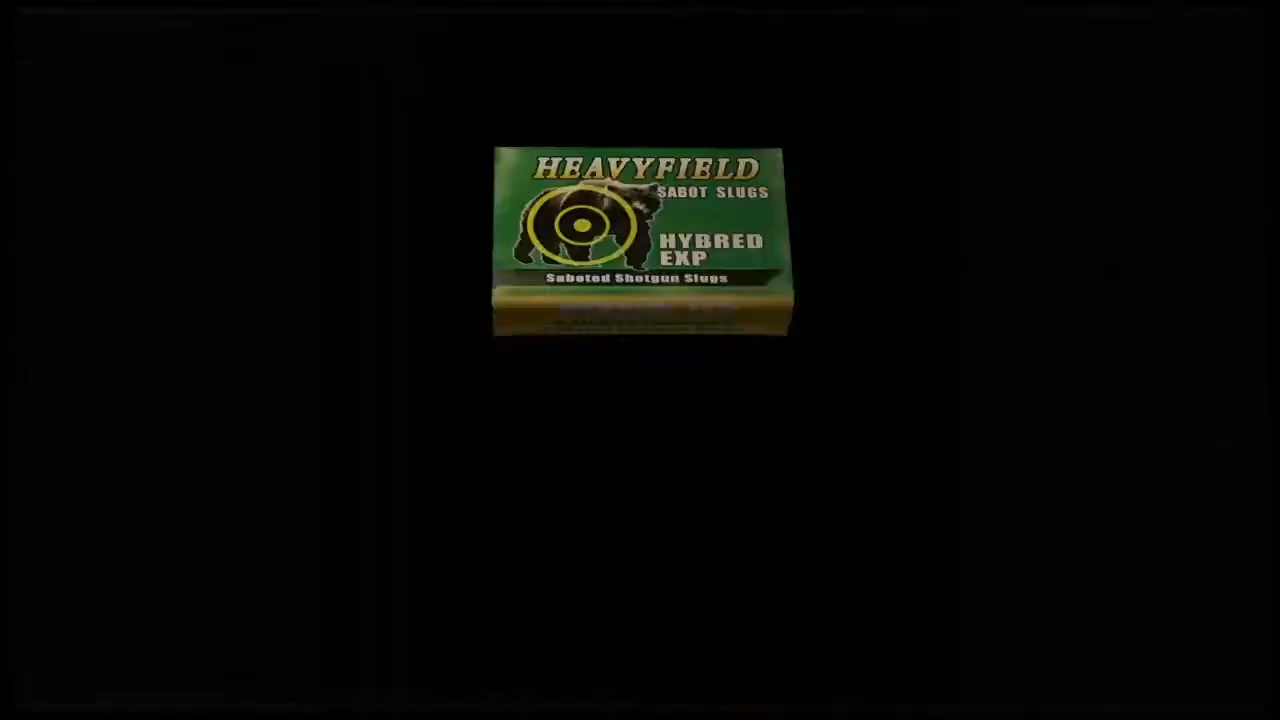 HEAVYFIELD
SABOT SLUGS
HYBRED
EXP
Saboted Shotgun Slugs